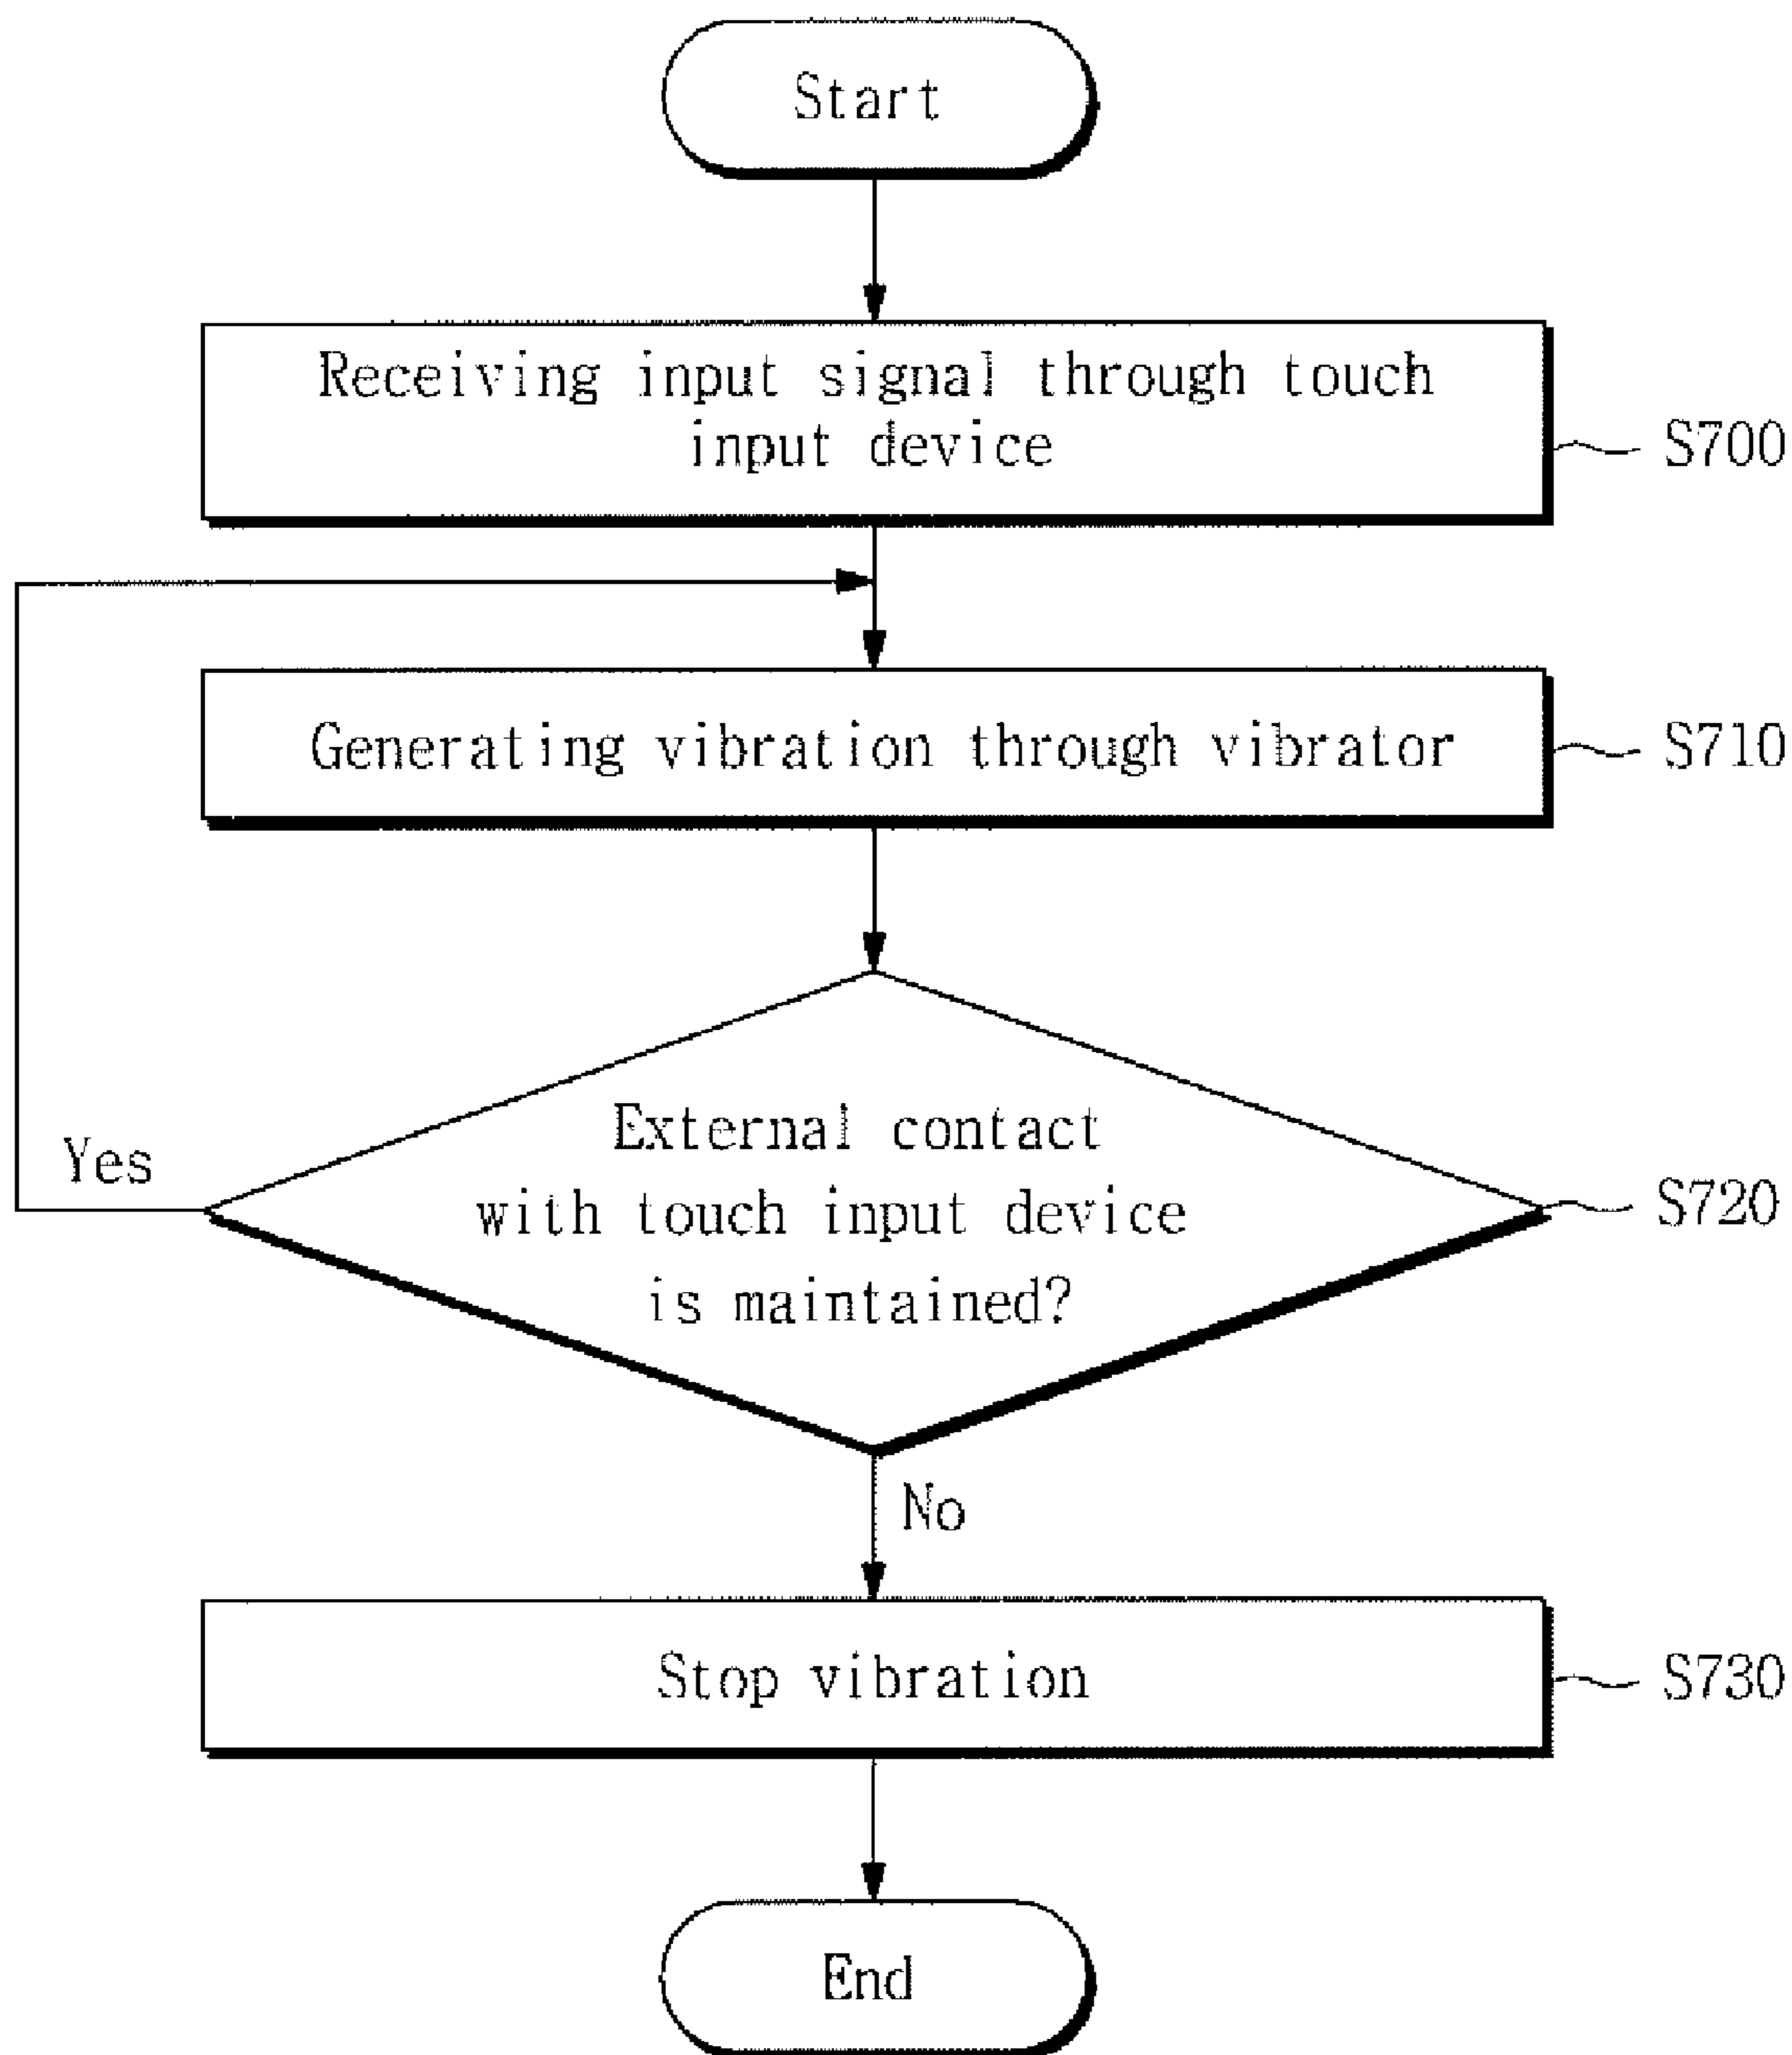 Start
Receiving input signal through touch
input device
S700
Generating vibration through vibrator
S710
External contact
with touch input device
is maintained?
S720
Yes
No
Stop vibration
S730
End